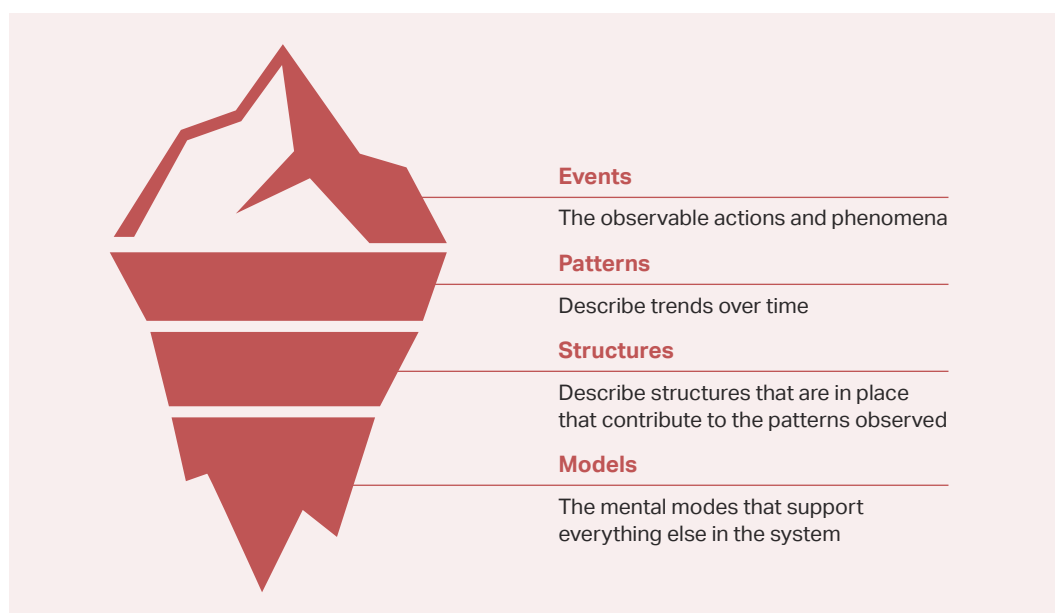 Events
The observable actions and phenomena
Patterns
Describe trends over time
Structures
Describe structures that are in place
that contribute to the patterns observed
Models
The mental modes that support
everything else in the system